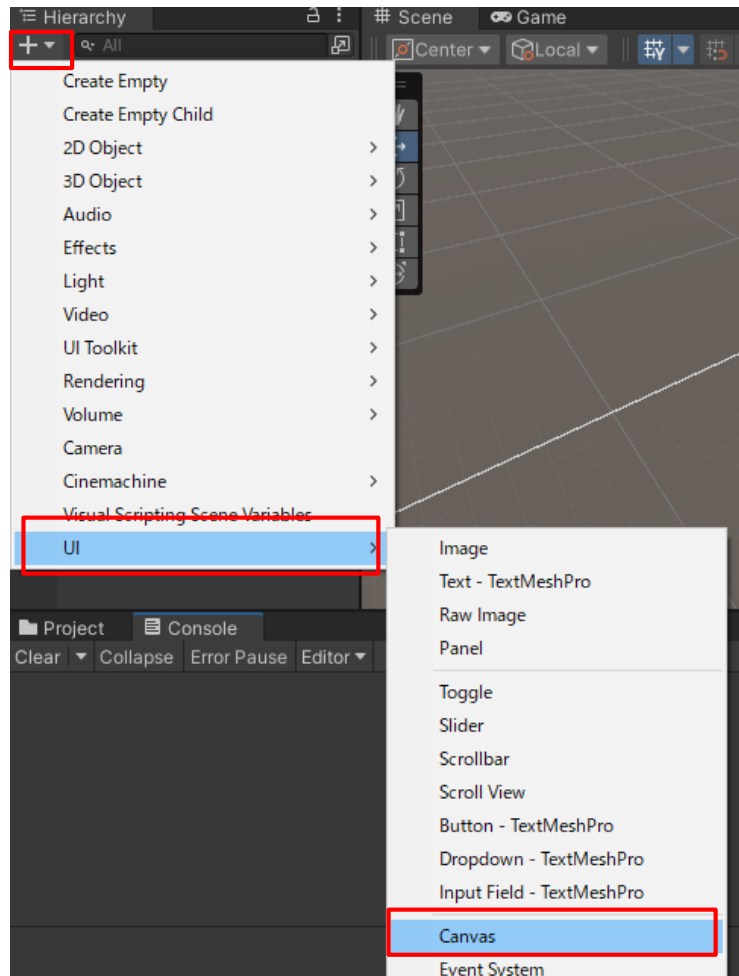 Hierarchy
# Scene
Game
All
Center
Local
Create Empty
Create Empty Child
2D Object
3D Object
Audio
Effects
Light
Video
UI Toolkit
Rendering
Volume
Camera
Cinemachine
Visual Scripting Scene Variables
UI
Image
Text - TextMeshPro
Raw Image
Panel
Toggle
Slider
Scrollbar
Scroll View
Button - TextMeshPro
Dropdown - TextMeshPro
Input Field - TextMeshPro
Canvas
Event System
Project
Console
Clear
Collapse
Error Pause
Editor